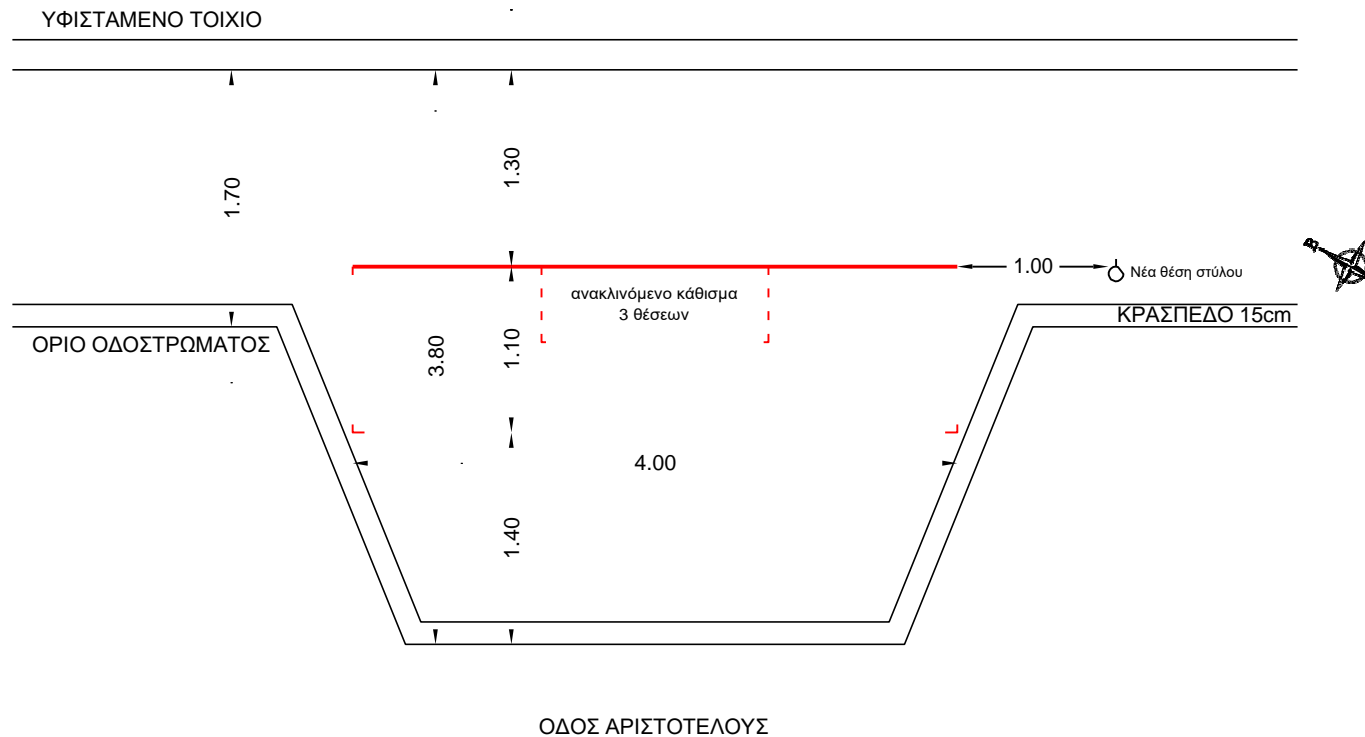 ΥΦΙΣΤΑΜΕΝΟ ΤΟΙΧΙΟ
1.70
1.30
1.00
Νέα θέση στύλου
Β
ανακλινόμενο κάθισμα
3 θέσεων
ΚΡΑΣΠΕΔΟ 15cm
ΟΡΙΟ ΟΔΟΣΤΡΩΜΑΤΟΣ
3.80
1.10
4.00
1.40
ΟΔΟΣ ΑΡΙΣΤΟΤΕΛΟΥΣ